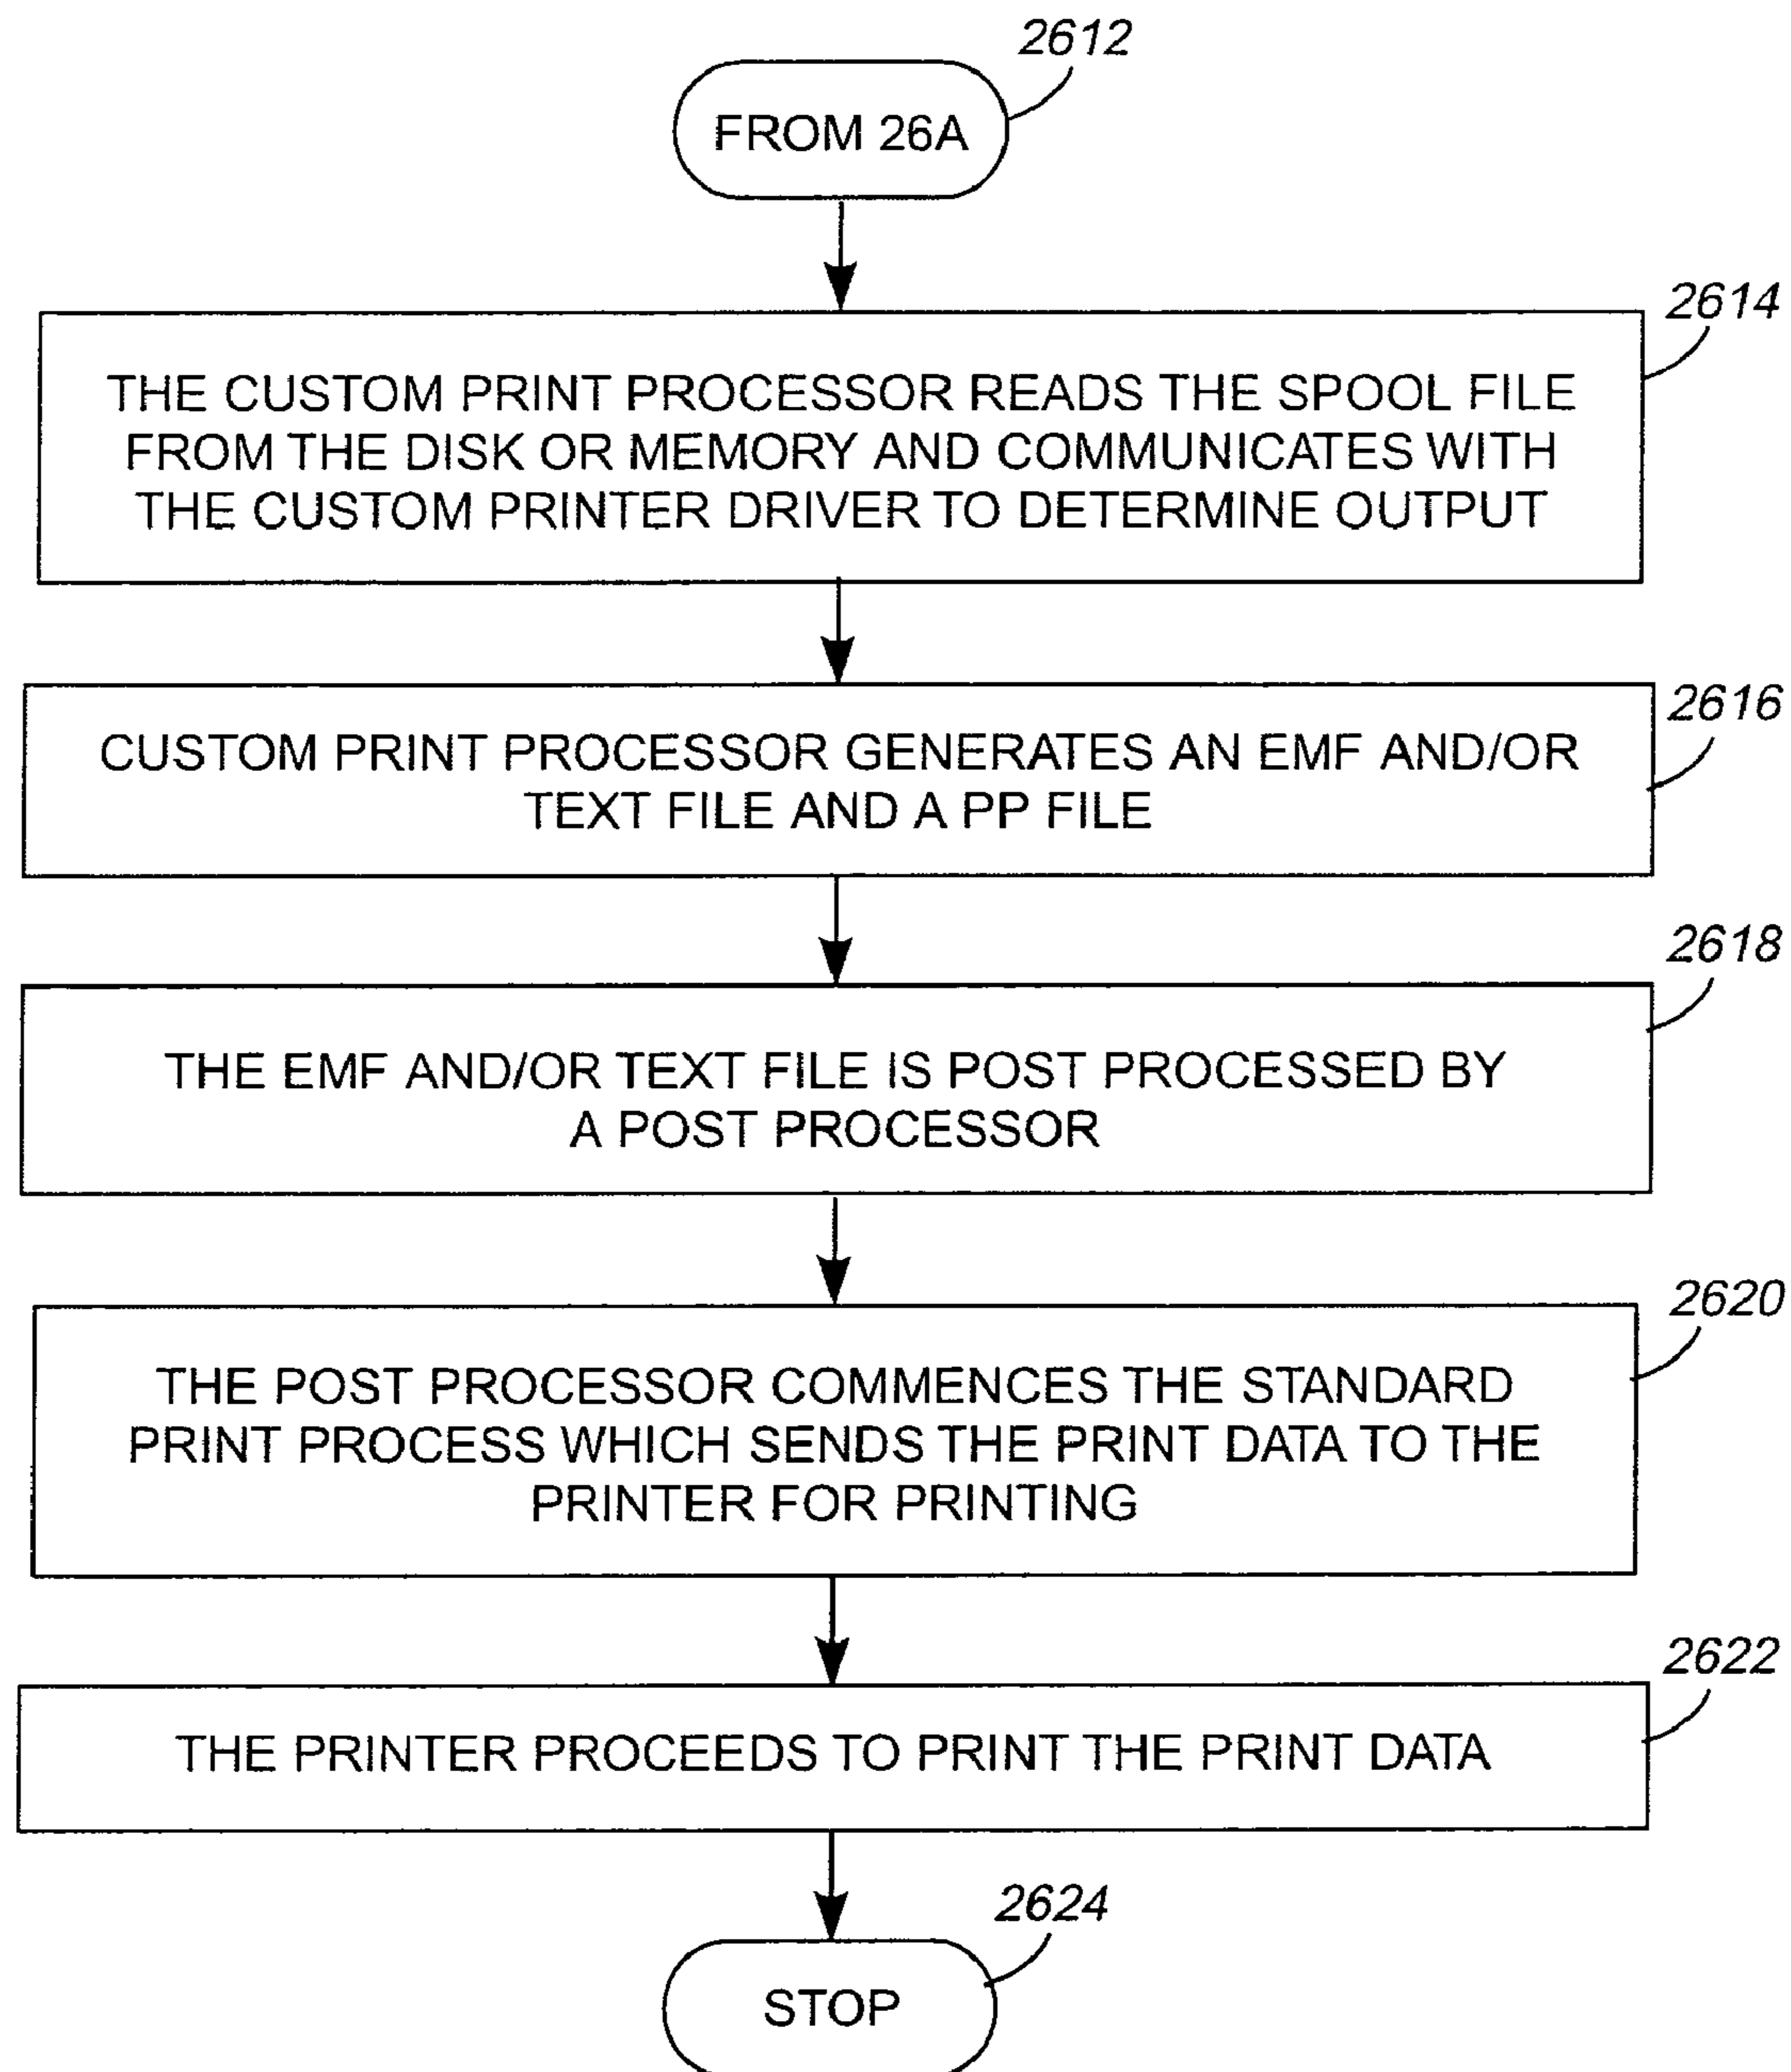 2612
FROM 26A
2614
THE CUSTOM PRINT PROCESSOR READS THE SPOOL FILE
FROM THE DISK OR MEMORY AND COMMUNICATES WITH
THE CUSTOM PRINTER DRIVER TO DETERMINE OUTPUT
2616
CUSTOM PRINT PROCESSOR GENERATES AN EMF AND/OR
TEXT FILE AND A PP FILE
2618
THE EMF AND/OR TEXT FILE IS POST PROCESSED BY
A POST PROCESSOR
2620
THE POST PROCESSOR COMMENCES THE STANDARD
PRINT PROCESS WHICH SENDS THE PRINT DATA TO THE
PRINTER FOR PRINTING
2622
THE PRINTER PROCEEDS TO PRINT THE PRINT DATA
2624
STOP